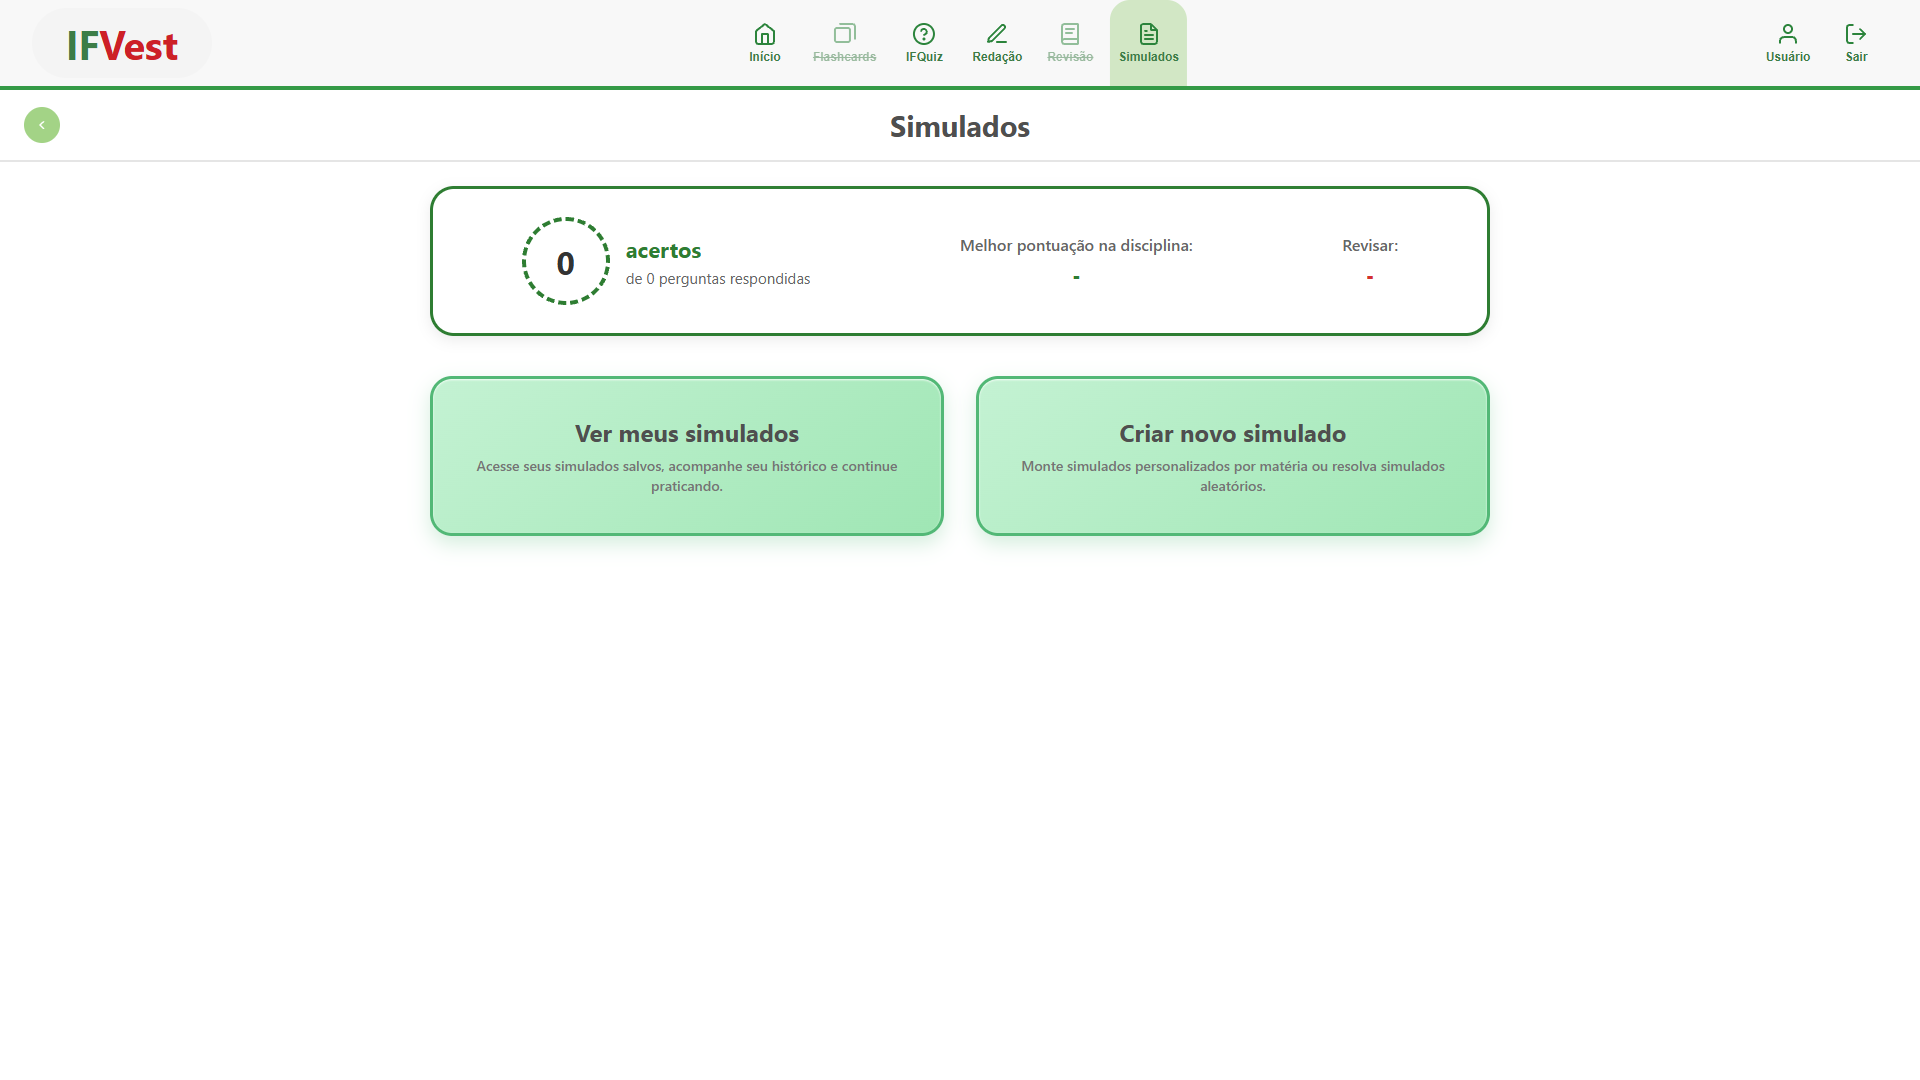 IFVest
Início
Flashcards
IFQuiz
Redação
Revisão
Simulados
Usuário
Sair
Simulados
0
acertos
de 0 perguntas respondidas
Melhor pontuação na disciplina:
-
Revisar:
-
Ver meus simulados
Acesse seus simulados salvos, acompanhe seu histórico e continue
praticando.
Criar novo simulado
Monte simulados personalizados por matéria ou resolva simulados
aleatórios.